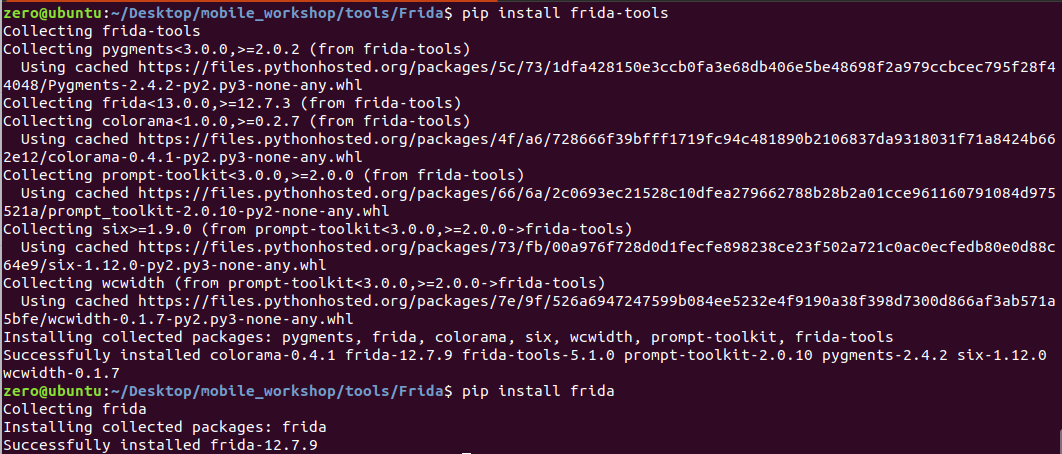 zero@ubuntu:~/Desktop/mobile_workshop/tools/Frida$ pip install frida-tools
Collecting frida-tools
Collecting pygments<3.0.0,>=2.0.2 (from frida-tools)
  Using cached https://files.pythonhosted.org/packages/5c/73/1dfa428150e3ccb0fa3e68db406e5be48698f2a979ccbcec795f28f4
4048/Pygments-2.4.2-py2.py3-none-any.whl
Collecting frida<13.0.0,>=12.7.3 (from frida-tools)
Collecting colorama<1.0.0,>=0.2.7 (from frida-tools)
  Using cached https://files.pythonhosted.org/packages/4f/a6/728666f39bfff1719fc94c481890b2106837da9318031f71a8424b66
2e12/colorama-0.4.1-py2.py3-none-any.whl
Collecting prompt-toolkit<3.0.0,>=2.0.0 (from frida-tools)
  Using cached https://files.pythonhosted.org/packages/66/6a/2c0693ec21528c10dfea279662788b28b2a01cce961160791084d975
521a/prompt_toolkit-2.0.10-py2-none-any.whl
Collecting six>=1.9.0 (from prompt-toolkit<3.0.0,>=2.0.0->frida-tools)
  Using cached https://files.pythonhosted.org/packages/73/fb/00a976f728d0d1fecfe898238ce23f502a721c0ac0ecfedb80e0d88c
64e9/six-1.12.0-py2.py3-none-any.whl
Collecting wcwidth (from prompt-toolkit<3.0.0,>=2.0.0->frida-tools)
  Using cached https://files.pythonhosted.org/packages/7e/9f/526a6947247599b084ee5232e4f9190a38f398d7300d866af3ab571a
5bfe/wcwidth-0.1.7-py2.py3-none-any.whl
Installing collected packages: pygments, frida, colorama, six, wcwidth, prompt-toolkit, frida-tools
Successfully installed colorama-0.4.1 frida-12.7.9 frida-tools-5.1.0 prompt-toolkit-2.0.10 pygments-2.4.2 six-1.12.0
wcwidth-0.1.7
zero@ubuntu:~/Desktop/mobile_workshop/tools/Frida$ pip install frida
Collecting frida
Installing collected packages: frida
Successfully installed frida-12.7.9